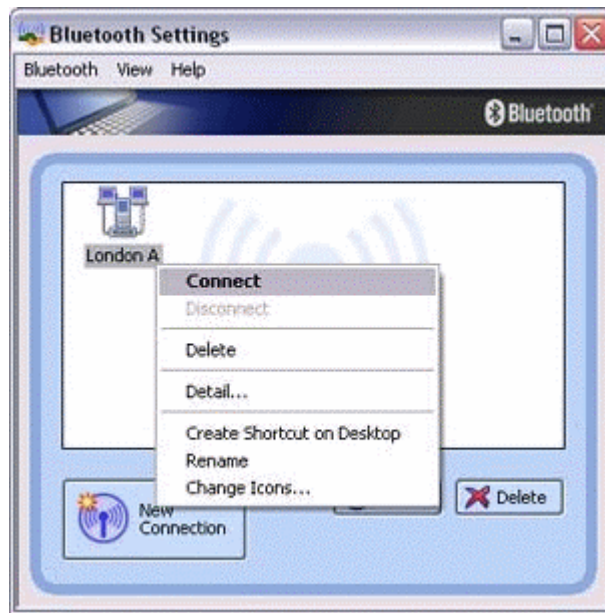 Bluetooth Settings
Bluetooth View Help
Bluetooth
London A
Connect
Disconnect
Delete
Detail...
Create Shortcut on Desktop
Rename
Change Icons...
New
Connection
Delete